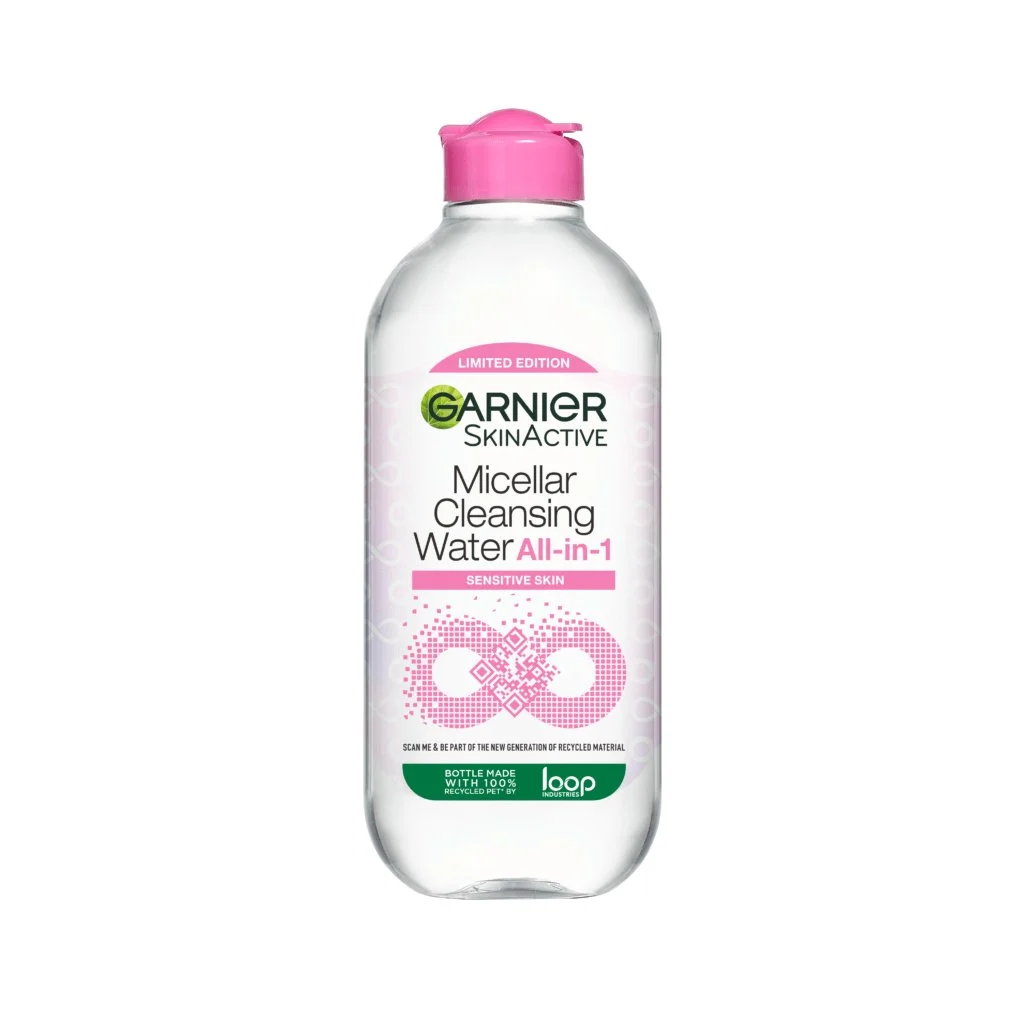 LIMITED EDITION
GARNIER
SKINACTIVE
Micellar
Cleansing
Water All-in-1
SENSITIVE SKIN
SCAN ME & BE PART OF THE NEW GENERATION OF RECYCLED MATERIAL
BOTTLE MADE
WITH 100%
RECYCLED PET* BY
loop
INDUSTRIES